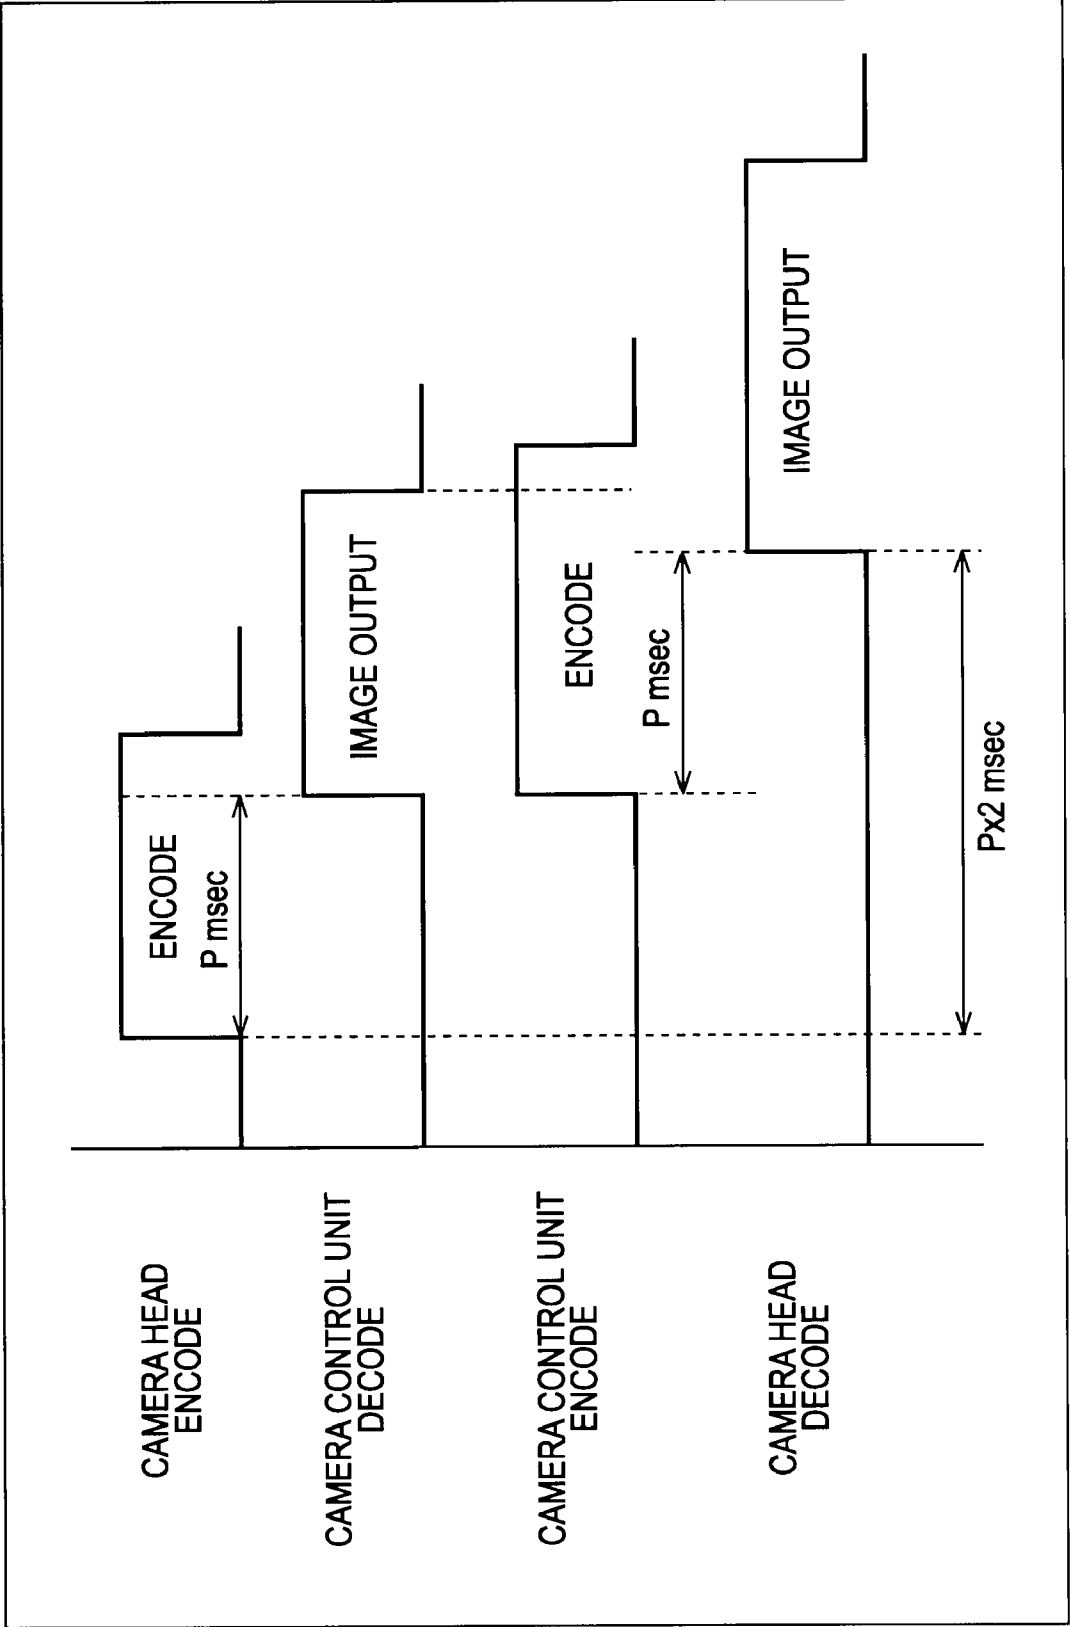 CAMERA HEAD
ENCODE
ENCODE
P msec
CAMERA CONTROL UNIT
DECODE
IMAGE OUTPUT
CAMERA CONTROL UNIT
ENCODE
ENCODE
P msec
CAMERA HEAD
DECODE
IMAGE OUTPUT
Px2 msec